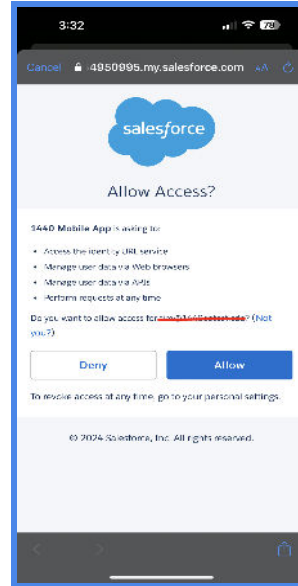 3:32
78
Cancel
4950995.my.salesforce.com
AA
salesforce
Allow Access?
1440 Mobile App is asking to:
• Access the identity URL service
• Manage user data via Web browsers
• Manage user data via APIs
• Perform requests at any time
Do you want to allow access for ? (Not
you?)
Deny
Allow
To revoke access at any time, go to your personal settings.
© 2024 Salesforce, Inc. All rights reserved.